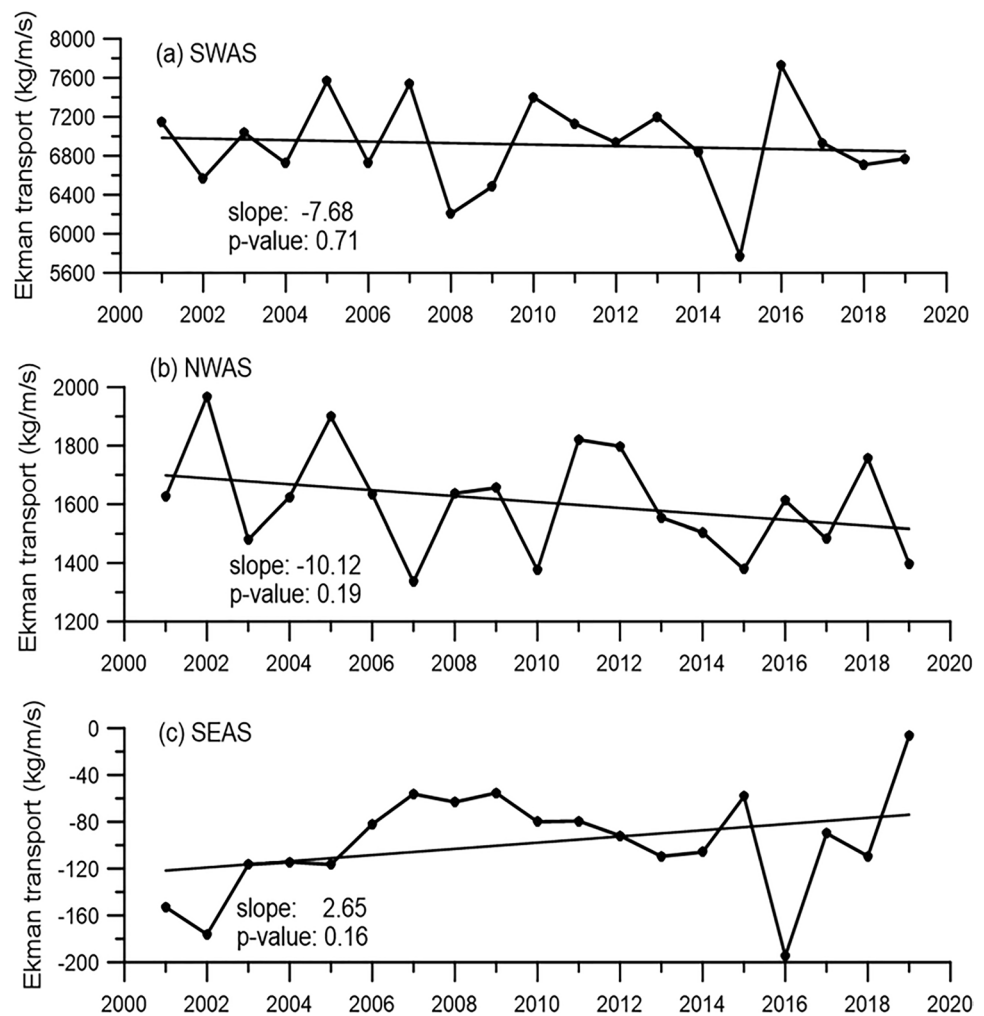 (a) SWAS
Ekman transport (kg/m/s)
8000
7600
7200
6800
6400
6000
5600
slope: -7.68
p-value: 0.71
2000 2002 2004 2006 2008 2010 2012 2014 2016 2018 2020
(b) NWAS
Ekman transport (kg/m/s)
2000
1800
1600
1400
1200
slope: -10.12
p-value: 0.19
2000 2002 2004 2006 2008 2010 2012 2014 2016 2018 2020
(c) SEAS
Ekman transport (kg/m/s)
0
-40
-80
-120
-160
-200
slope: 2.65
p-value: 0.16
2000 2002 2004 2006 2008 2010 2012 2014 2016 2018 2020